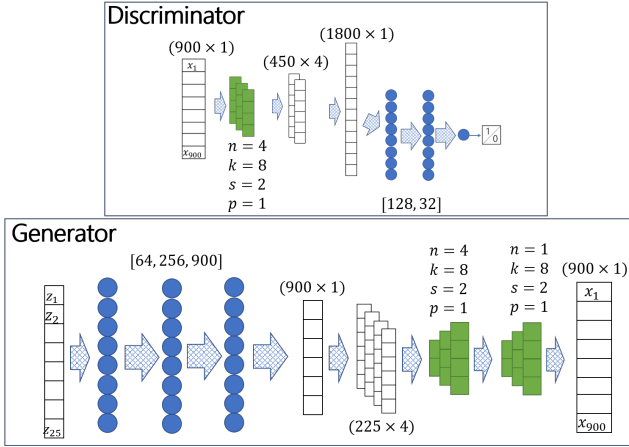 Discriminator
(900 × 1)
(450 × 4)
(1800 × 1)
x₁
x₉₀₀
n = 4
k = 8
s = 2
p = 1
[128, 32]
1/0
Generator
[64, 256, 900]
z₁
z₂
z₂₅
(900 × 1)
(225 × 4)
n = 4
k = 8
s = 2
p = 1
n = 1
k = 8
s = 2
p = 1
(900 × 1)
x₁
x₉₀₀